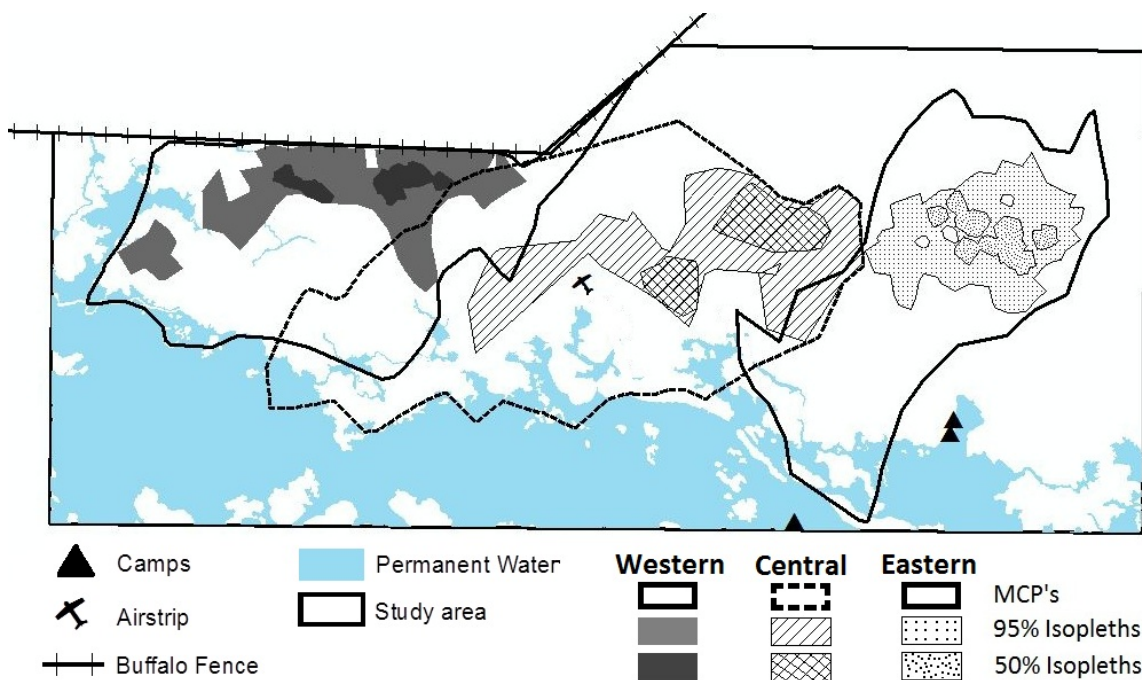 Camps
Permanent Water
Western Central Eastern
MCP's
Airstrip
Study area
95% Isopleths
Buffalo Fence
50% Isopleths